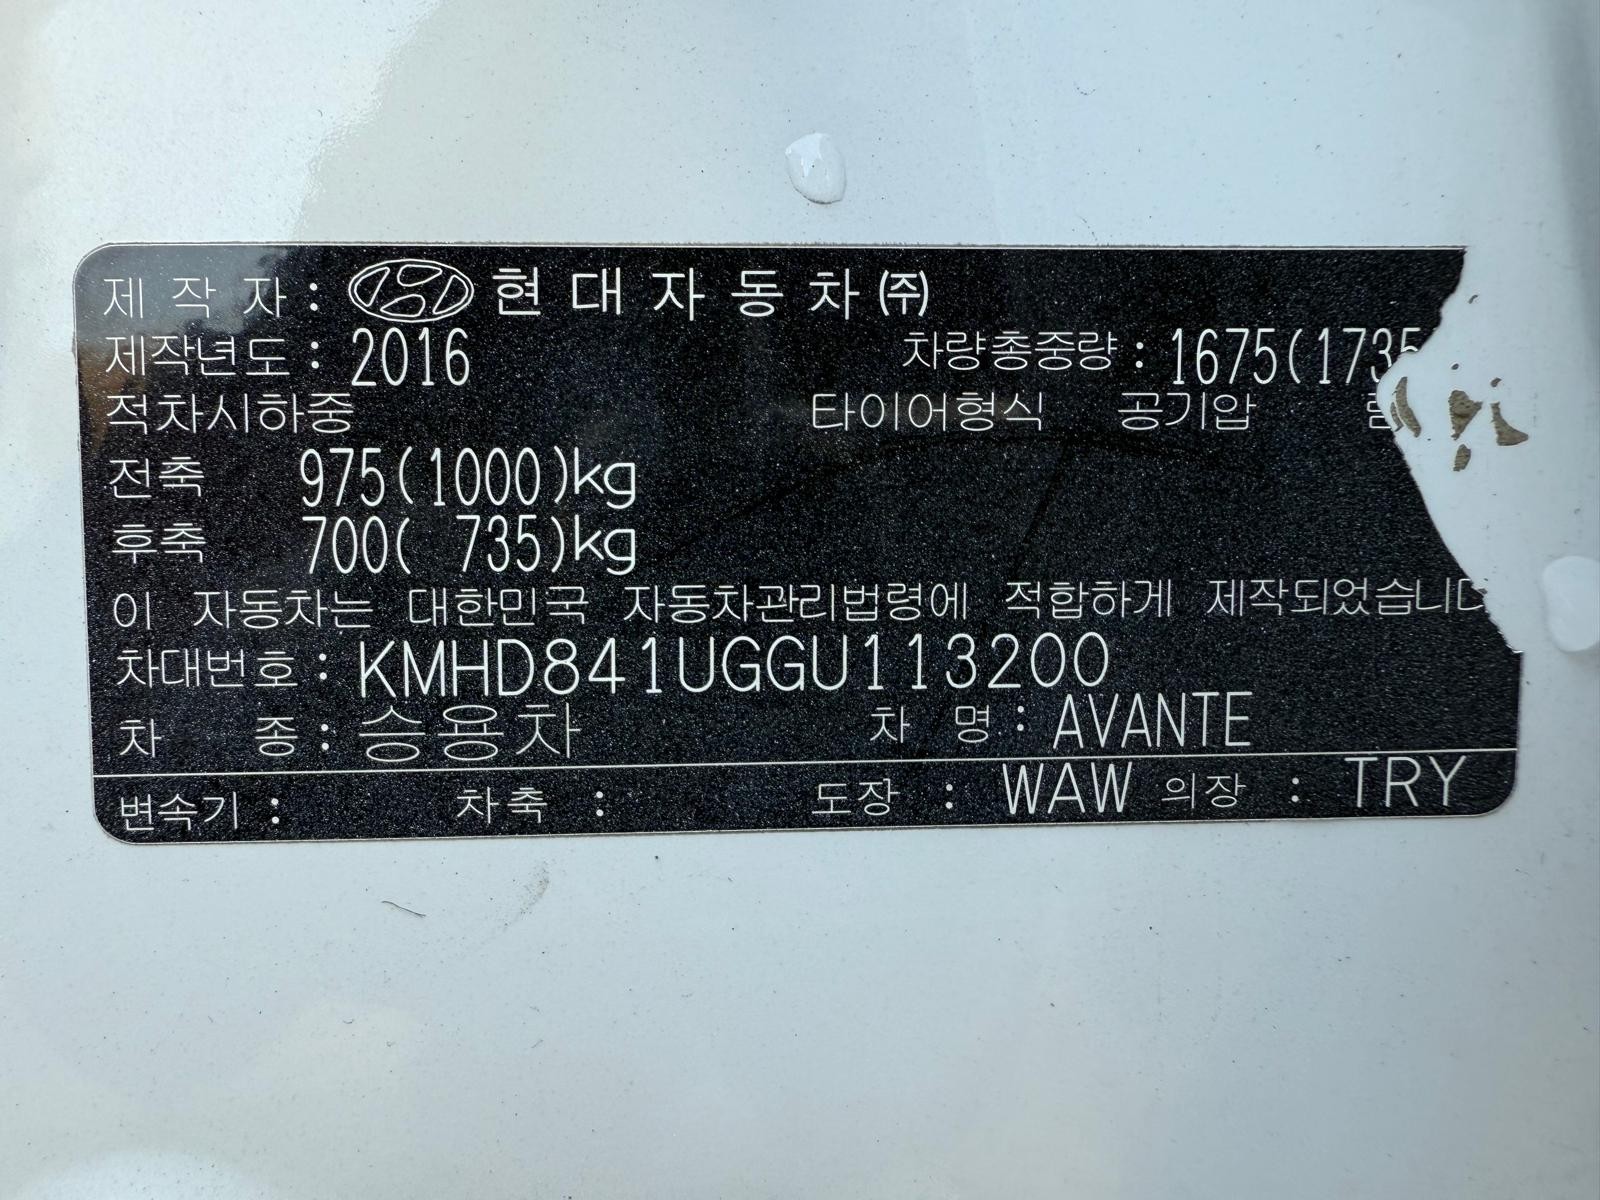 제 작 자 : 현대자동차㈜
제작년도 : 2016 차량총중량 : 1675(1735
적차시하중 타이어형식 공기압
전축 975(1000)kg
후축 700( 735)kg
이 자동차는 대한민국 자동차관리법령에 적합하게 제작되었습니다
차대번호 : KMHD841UGGU113200
차 종 : 승용차 차 명 : AVANTE
변속기 : 차축 : 도장 : WAW 의장 : TRY